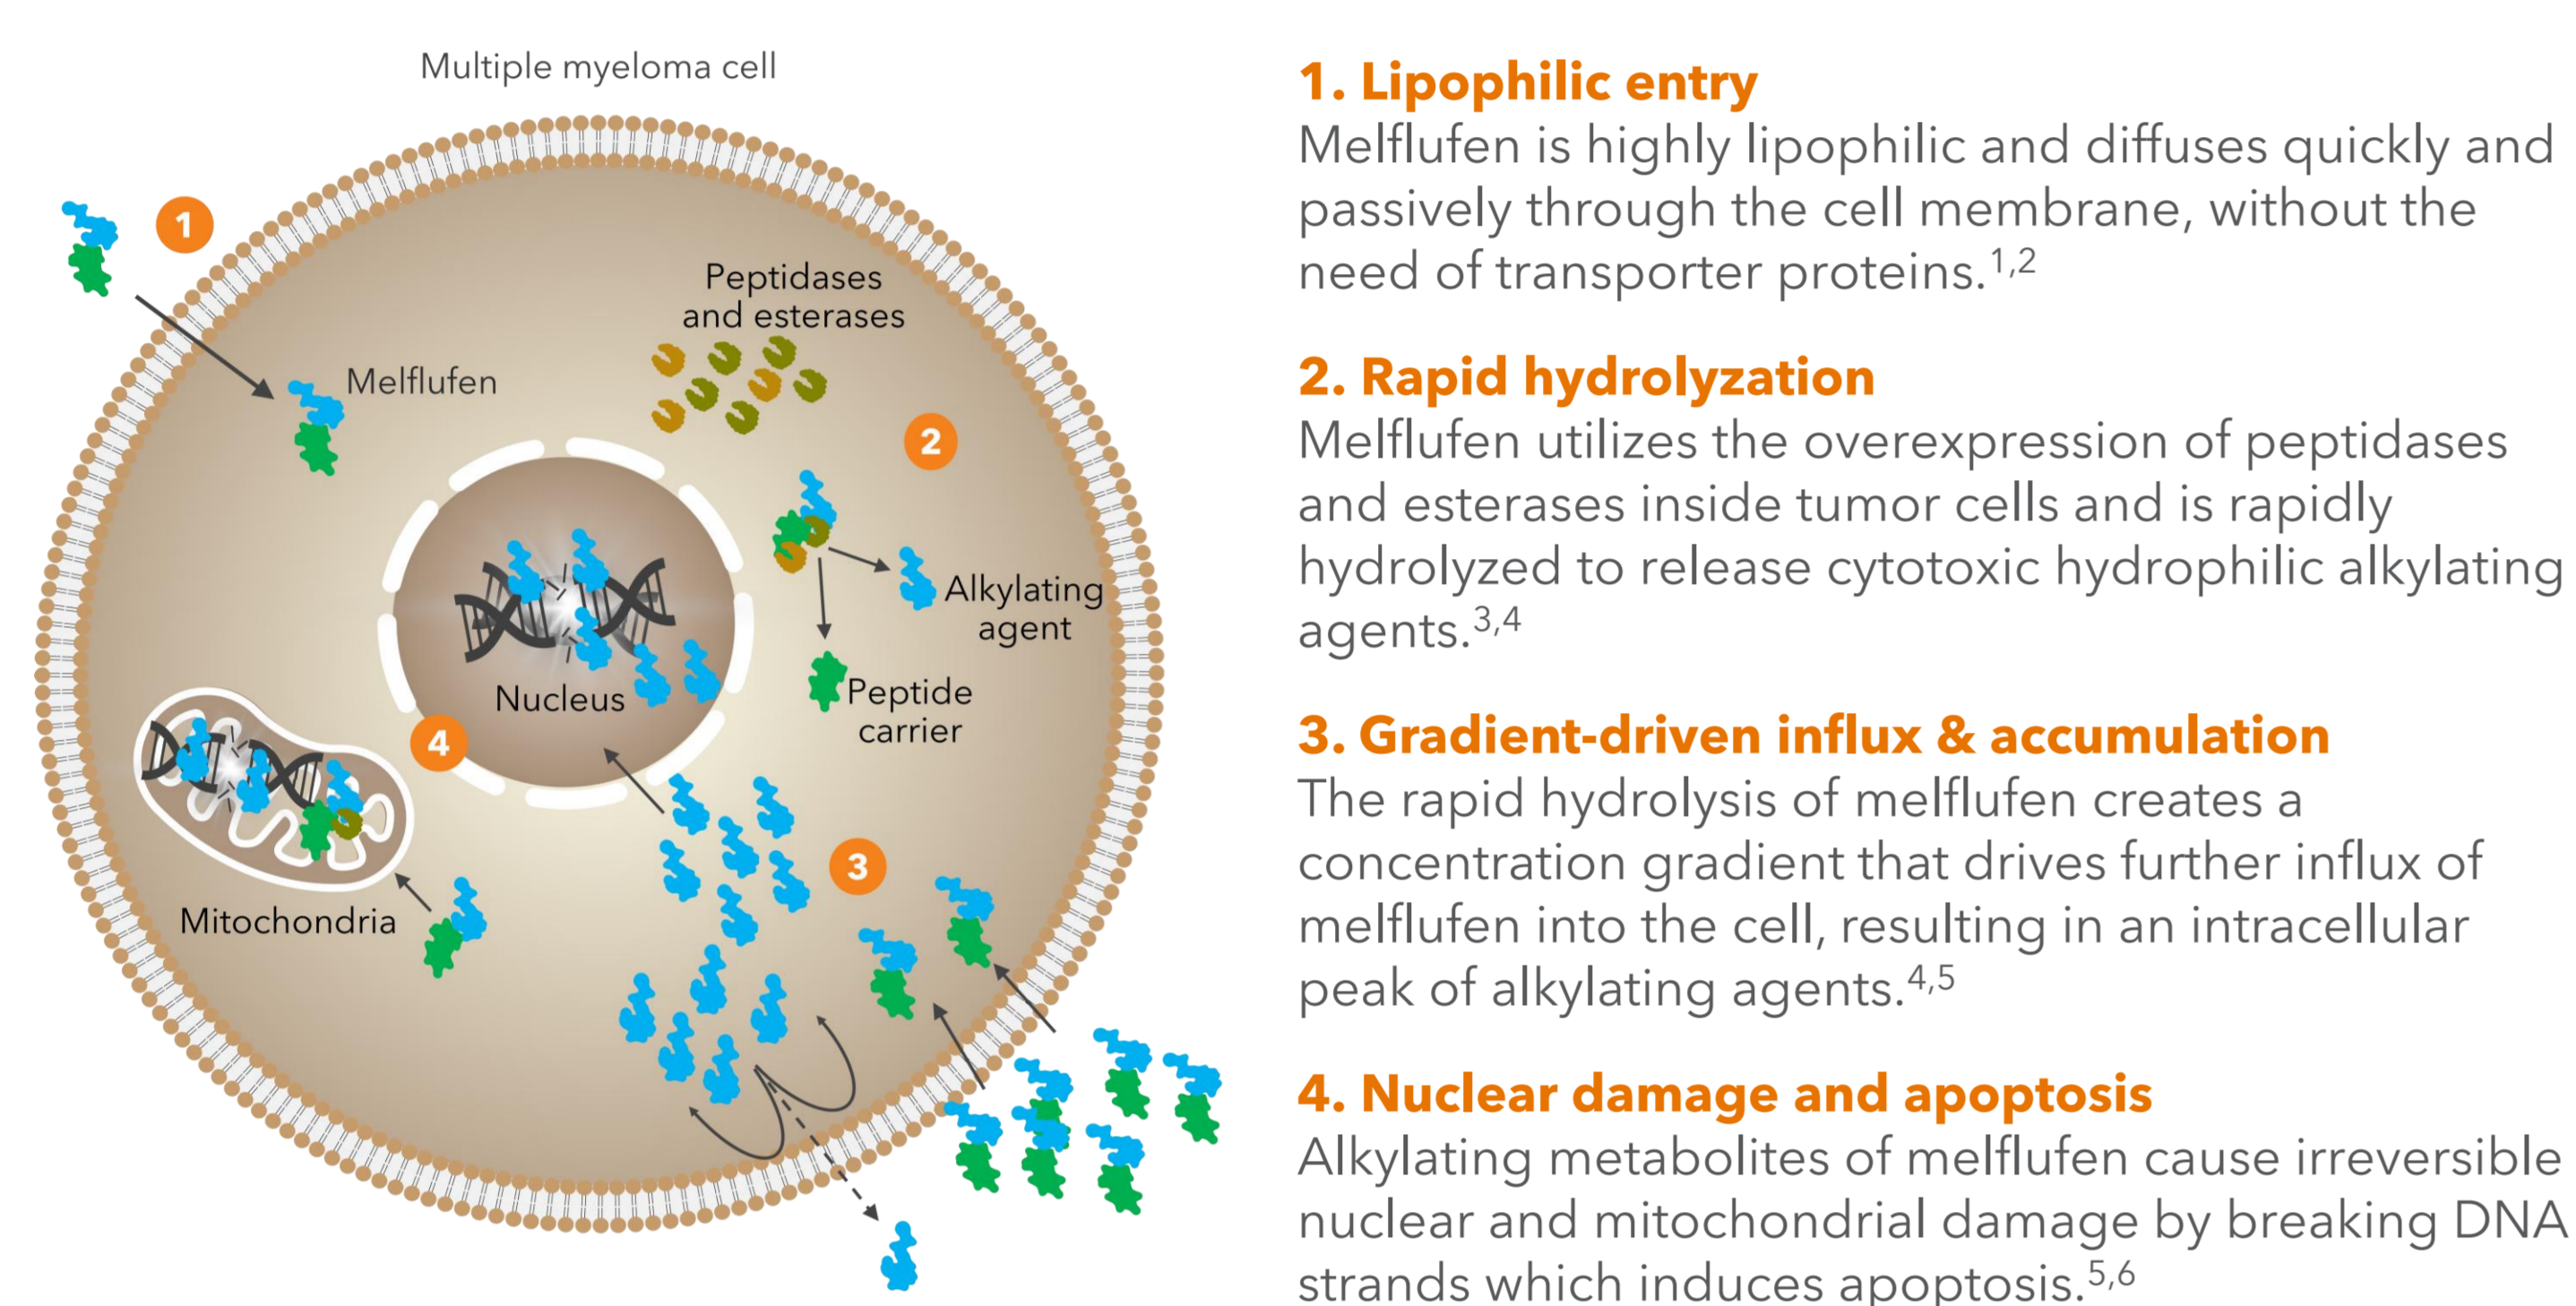 Multiple myeloma cell
1
Peptidases
and esterases
Melflufen
2
Alkylating
agent
Nucleus
Peptide
carrier
4
3
Mitochondria
1. Lipophilic entry
Melflufen is highly lipophilic and diffuses quickly and
passively through the cell membrane, without the
need of transporter proteins.1,2
2. Rapid hydrolyzation
Melflufen utilizes the overexpression of peptidases
and esterases inside tumor cells and is rapidly
hydrolyzed to release cytotoxic hydrophilic alkylating
agents.3,4
3. Gradient-driven influx & accumulation
The rapid hydrolysis of melflufen creates a
concentration gradient that drives further influx of
melflufen into the cell, resulting in an intracellular
peak of alkylating agents.4,5
4. Nuclear damage and apoptosis
Alkylating metabolites of melflufen cause irreversible
nuclear and mitochondrial damage by breaking DNA
strands which induces apoptosis.5,6